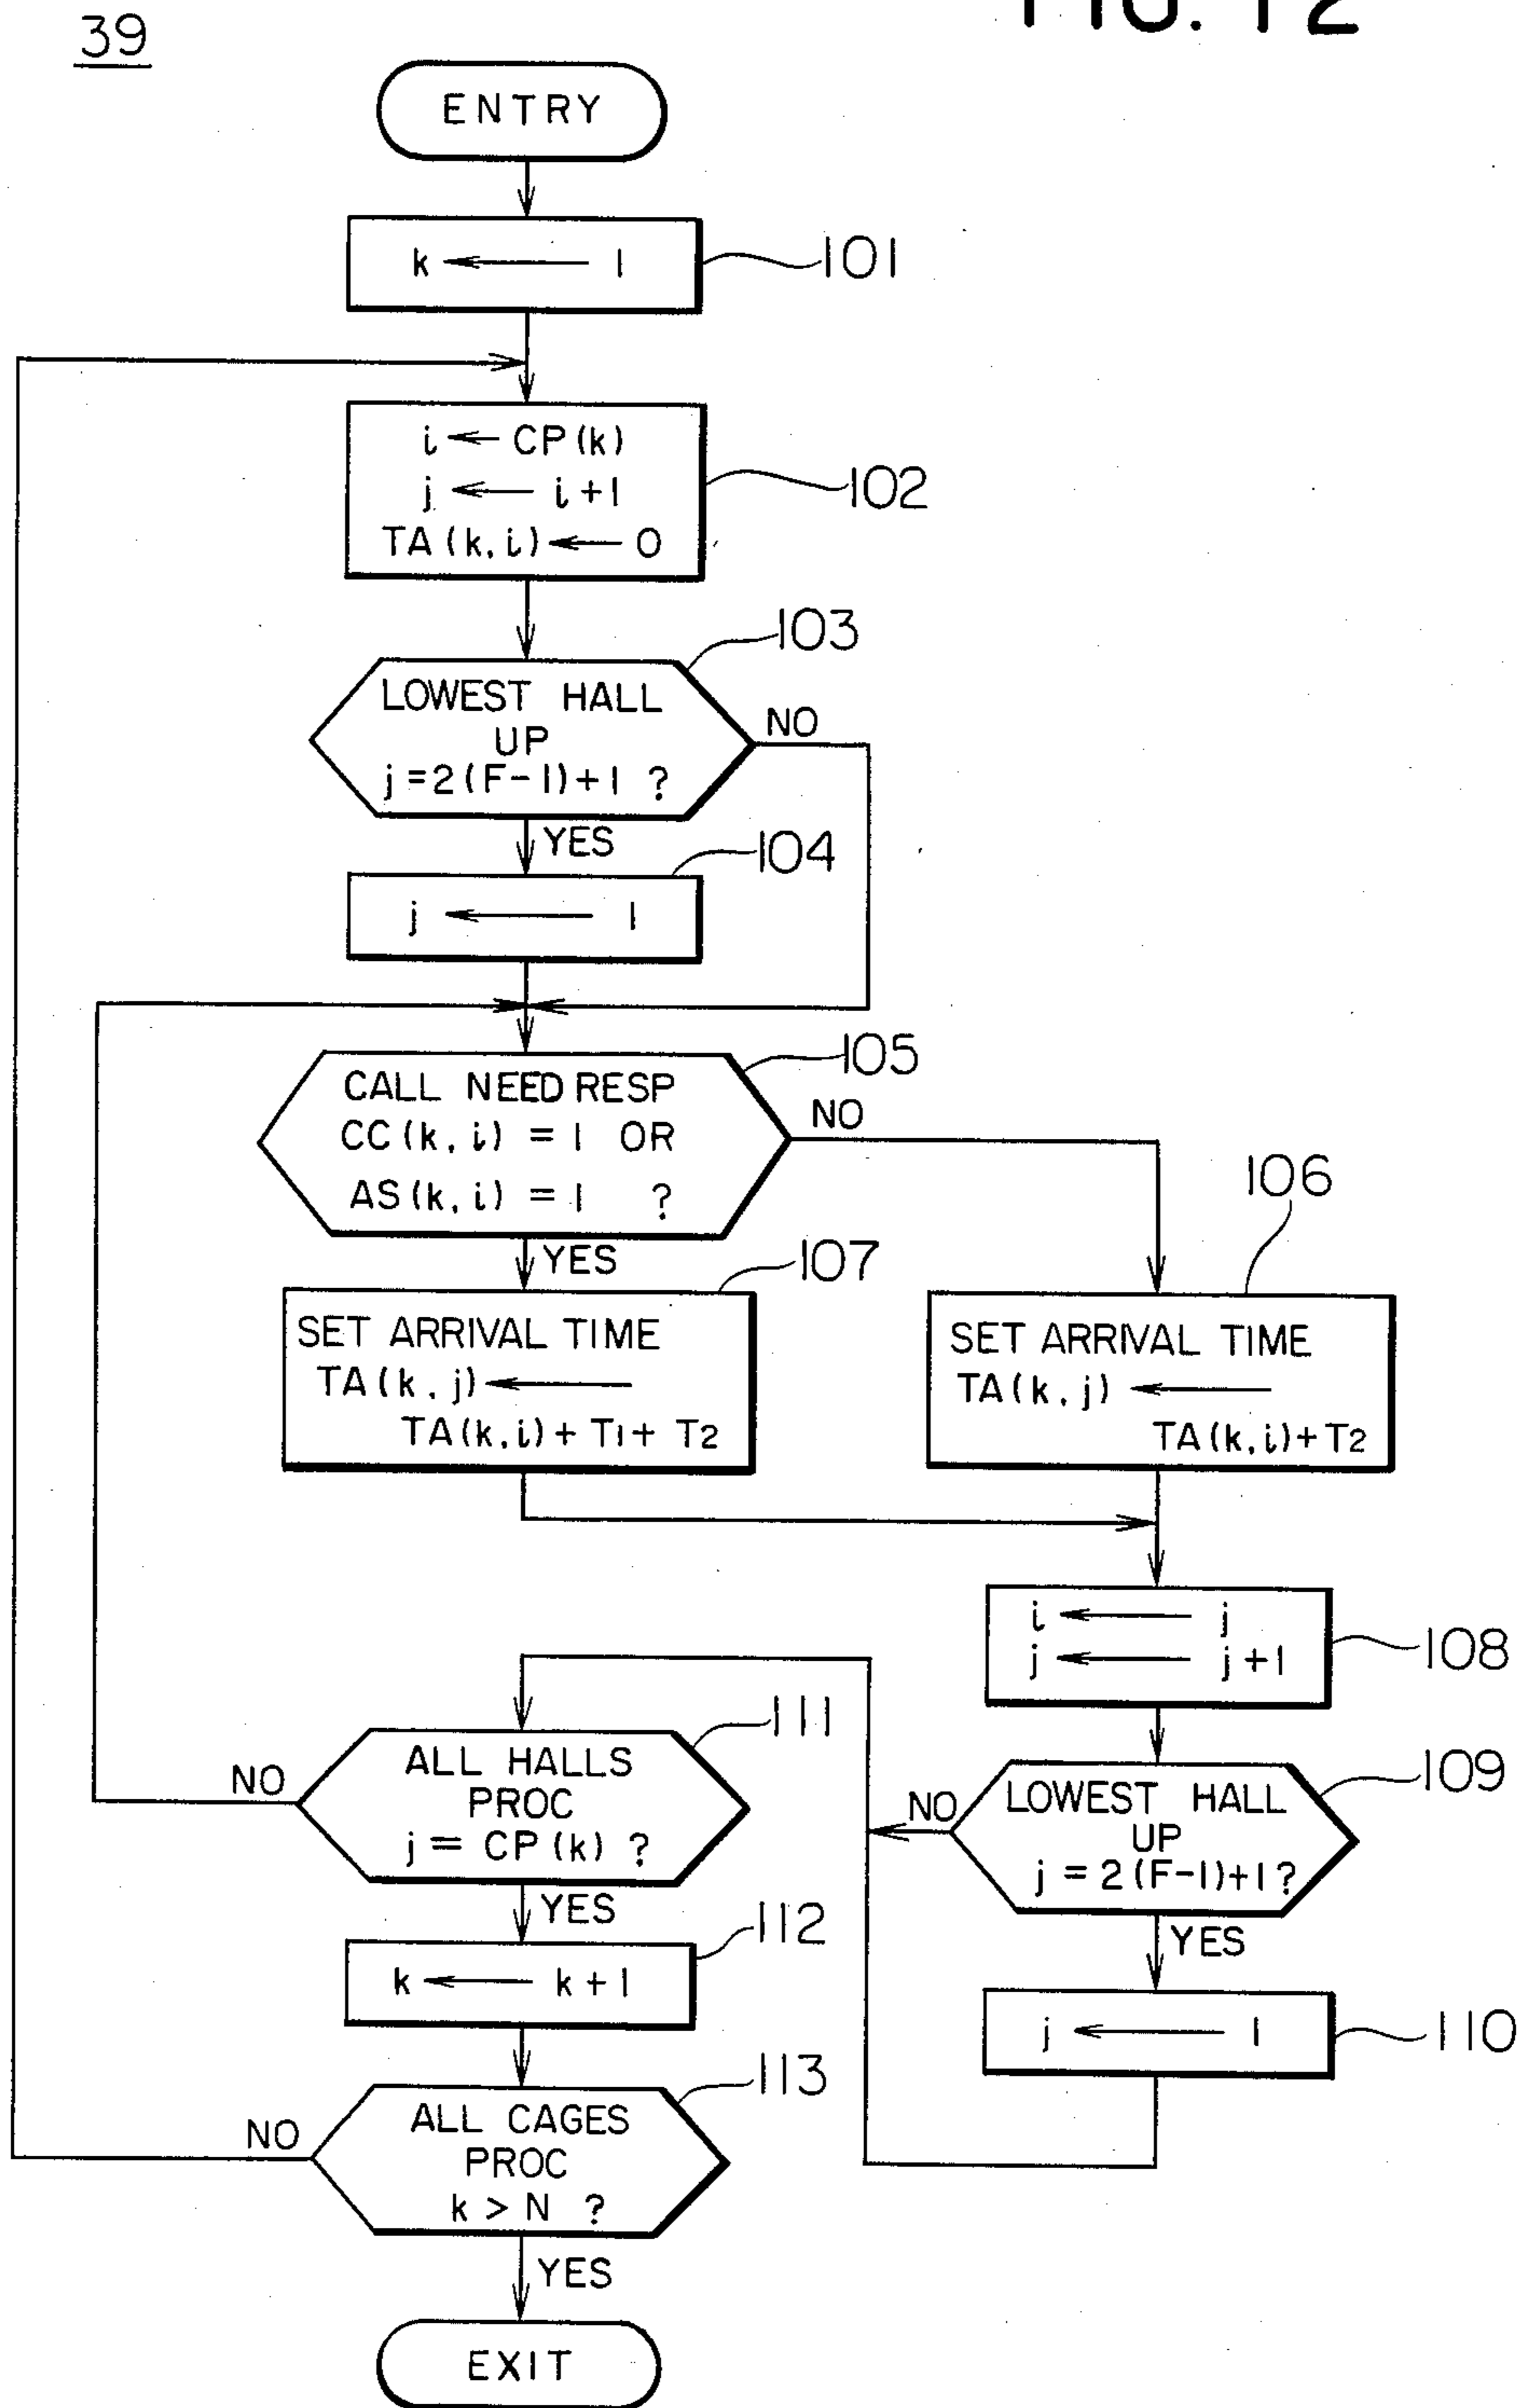 39
FIG. 12
ENTRY
k ← 1
101
i ← CP(k)
j ← i+1
TA(k,i) ← 0
102
103
LOWEST HALL
UP
j=2(F-1)+1 ?
NO
YES
104
j ← 1
105
CALL NEED RESP
CC(k,i) = 1 OR
AS(k,i) = 1 ?
NO
YES
106
107
SET ARRIVAL TIME
TA(k,j) ←
TA(k,i)+T1+T2
SET ARRIVAL TIME
TA(k,j) ←
TA(k,i)+T2
i ← j
j ← j+1
108
111
ALL HALLS
PROC
j = CP(k) ?
NO
YES
109
LOWEST HALL
UP
j = 2(F-1)+1?
NO
YES
112
k ← k+1
j ← 1
110
113
ALL CAGES
PROC
k > N ?
NO
YES
EXIT